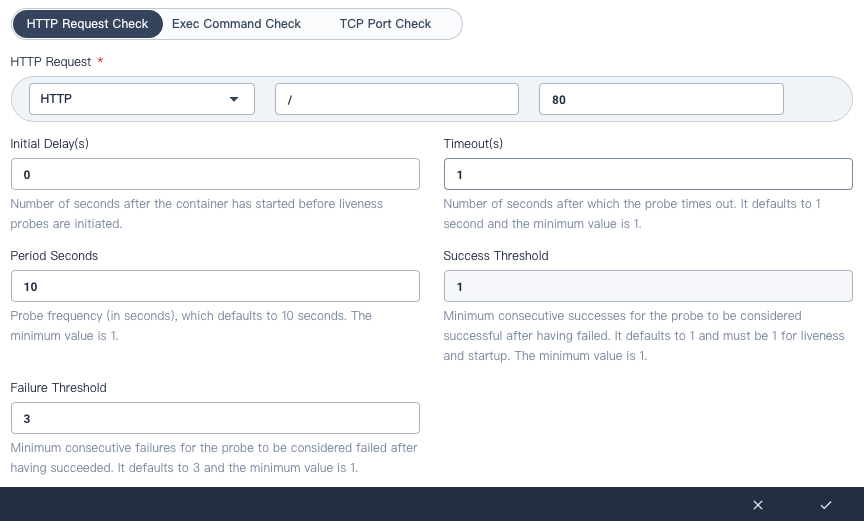 HTTP Request Check Exec Command Check TCP Port Check
HTTP Request *
HTTP / 80
Initial Delay(s)
0
Number of seconds after the container has started before liveness
probes are initiated.
Timeout(s)
1
Number of seconds after which the probe times out. It defaults to 1
second and the minimum value is 1.
Period Seconds
10
Probe frequency (in seconds), which defaults to 10 seconds. The
minimum value is 1.
Success Threshold
1
Minimum consecutive successes for the probe to be considered
successful after having failed. It defaults to 1 and must be 1 for liveness
and startup. The minimum value is 1.
Failure Threshold
3
Minimum consecutive failures for the probe to be considered failed after
having succeeded. It defaults to 3 and the minimum value is 1.